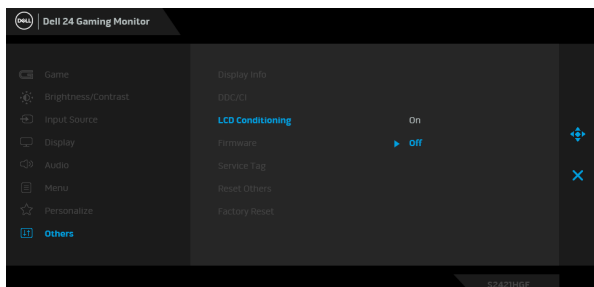 DELL Dell 24 Gaming Monitor
Game
Brightness/Contrast
Input Source
Display
Audio
Menu
Personalize
Others
Display Info
DDC/CI
LCD Conditioning On
Firmware Off
Service Tag
Reset Others
Factory Reset
S2421HGF